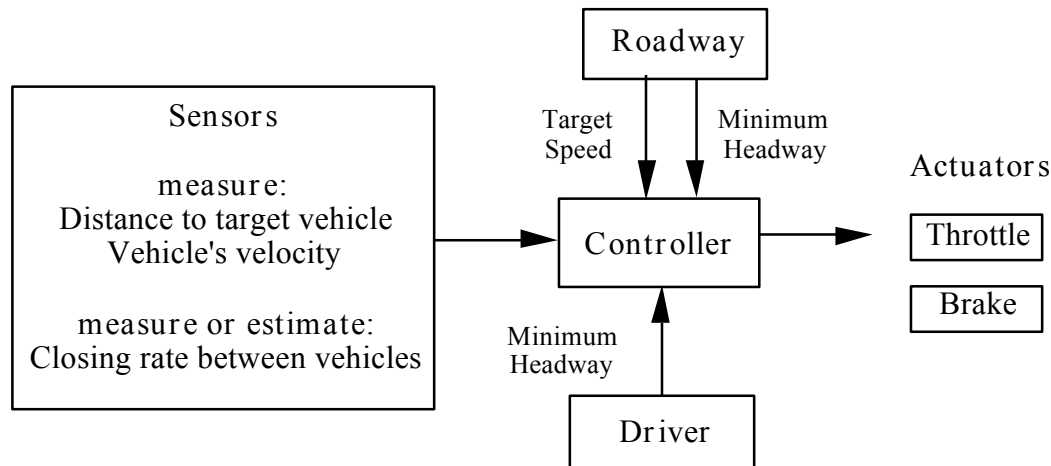 Roadway
Sensors
measure:
Distance to target vehicle
Vehicle's velocity
measure or estimate:
Closing rate between vehicles
Target
Speed
Minimum
Headway
Controller
Minimum
Headway
Driver
Actuators
Throttle
Brake